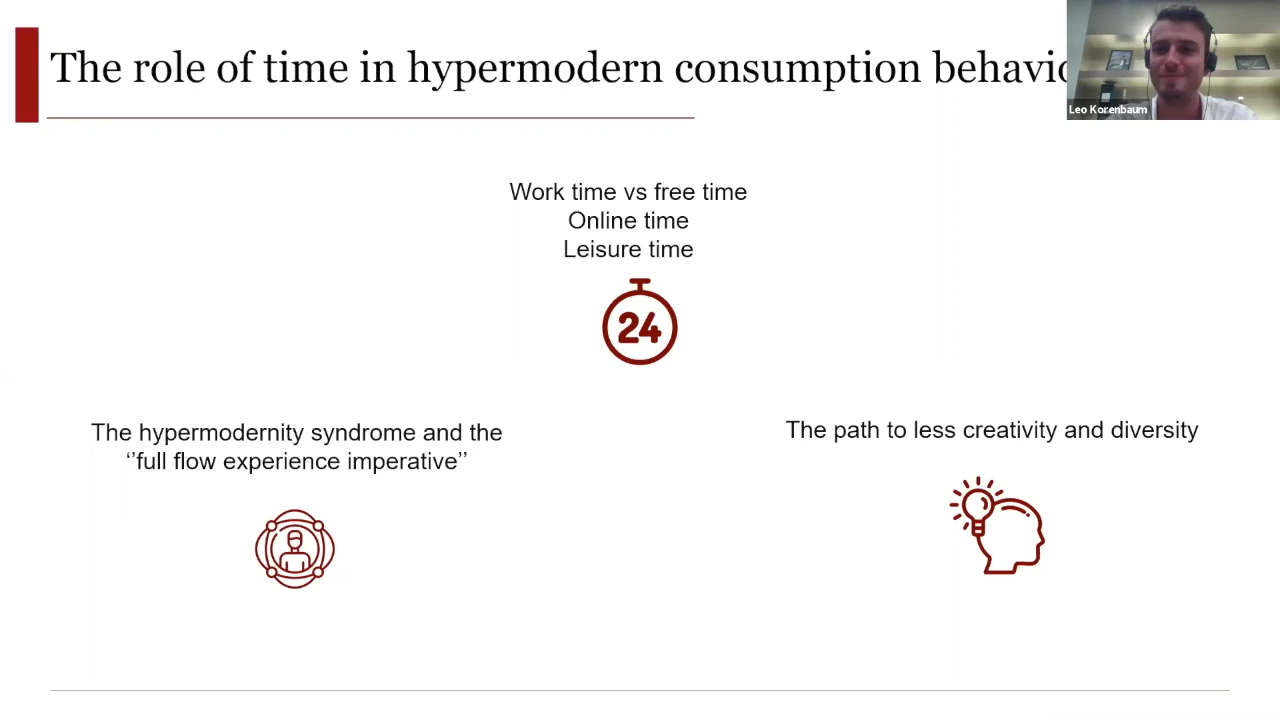 The role of time in hypermodern consumption behavio
Leo Korenbaum
Work time vs free time
Online time
Leisure time
24
The hypermodernity syndrome and the
‘’full flow experience imperative’’
The path to less creativity and diversity